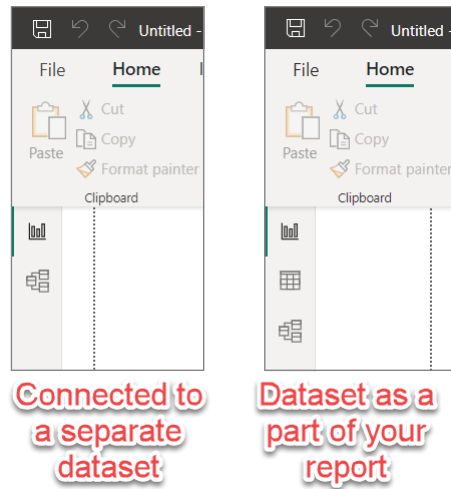 Untitled -
File Home I
Cut
Copy
Paste
Format painter
Clipboard
Connected to
a separate
dataset
Untitled -
File Home
Cut
Copy
Paste
Format painter
Clipboard
Dataset as a
part of your
report